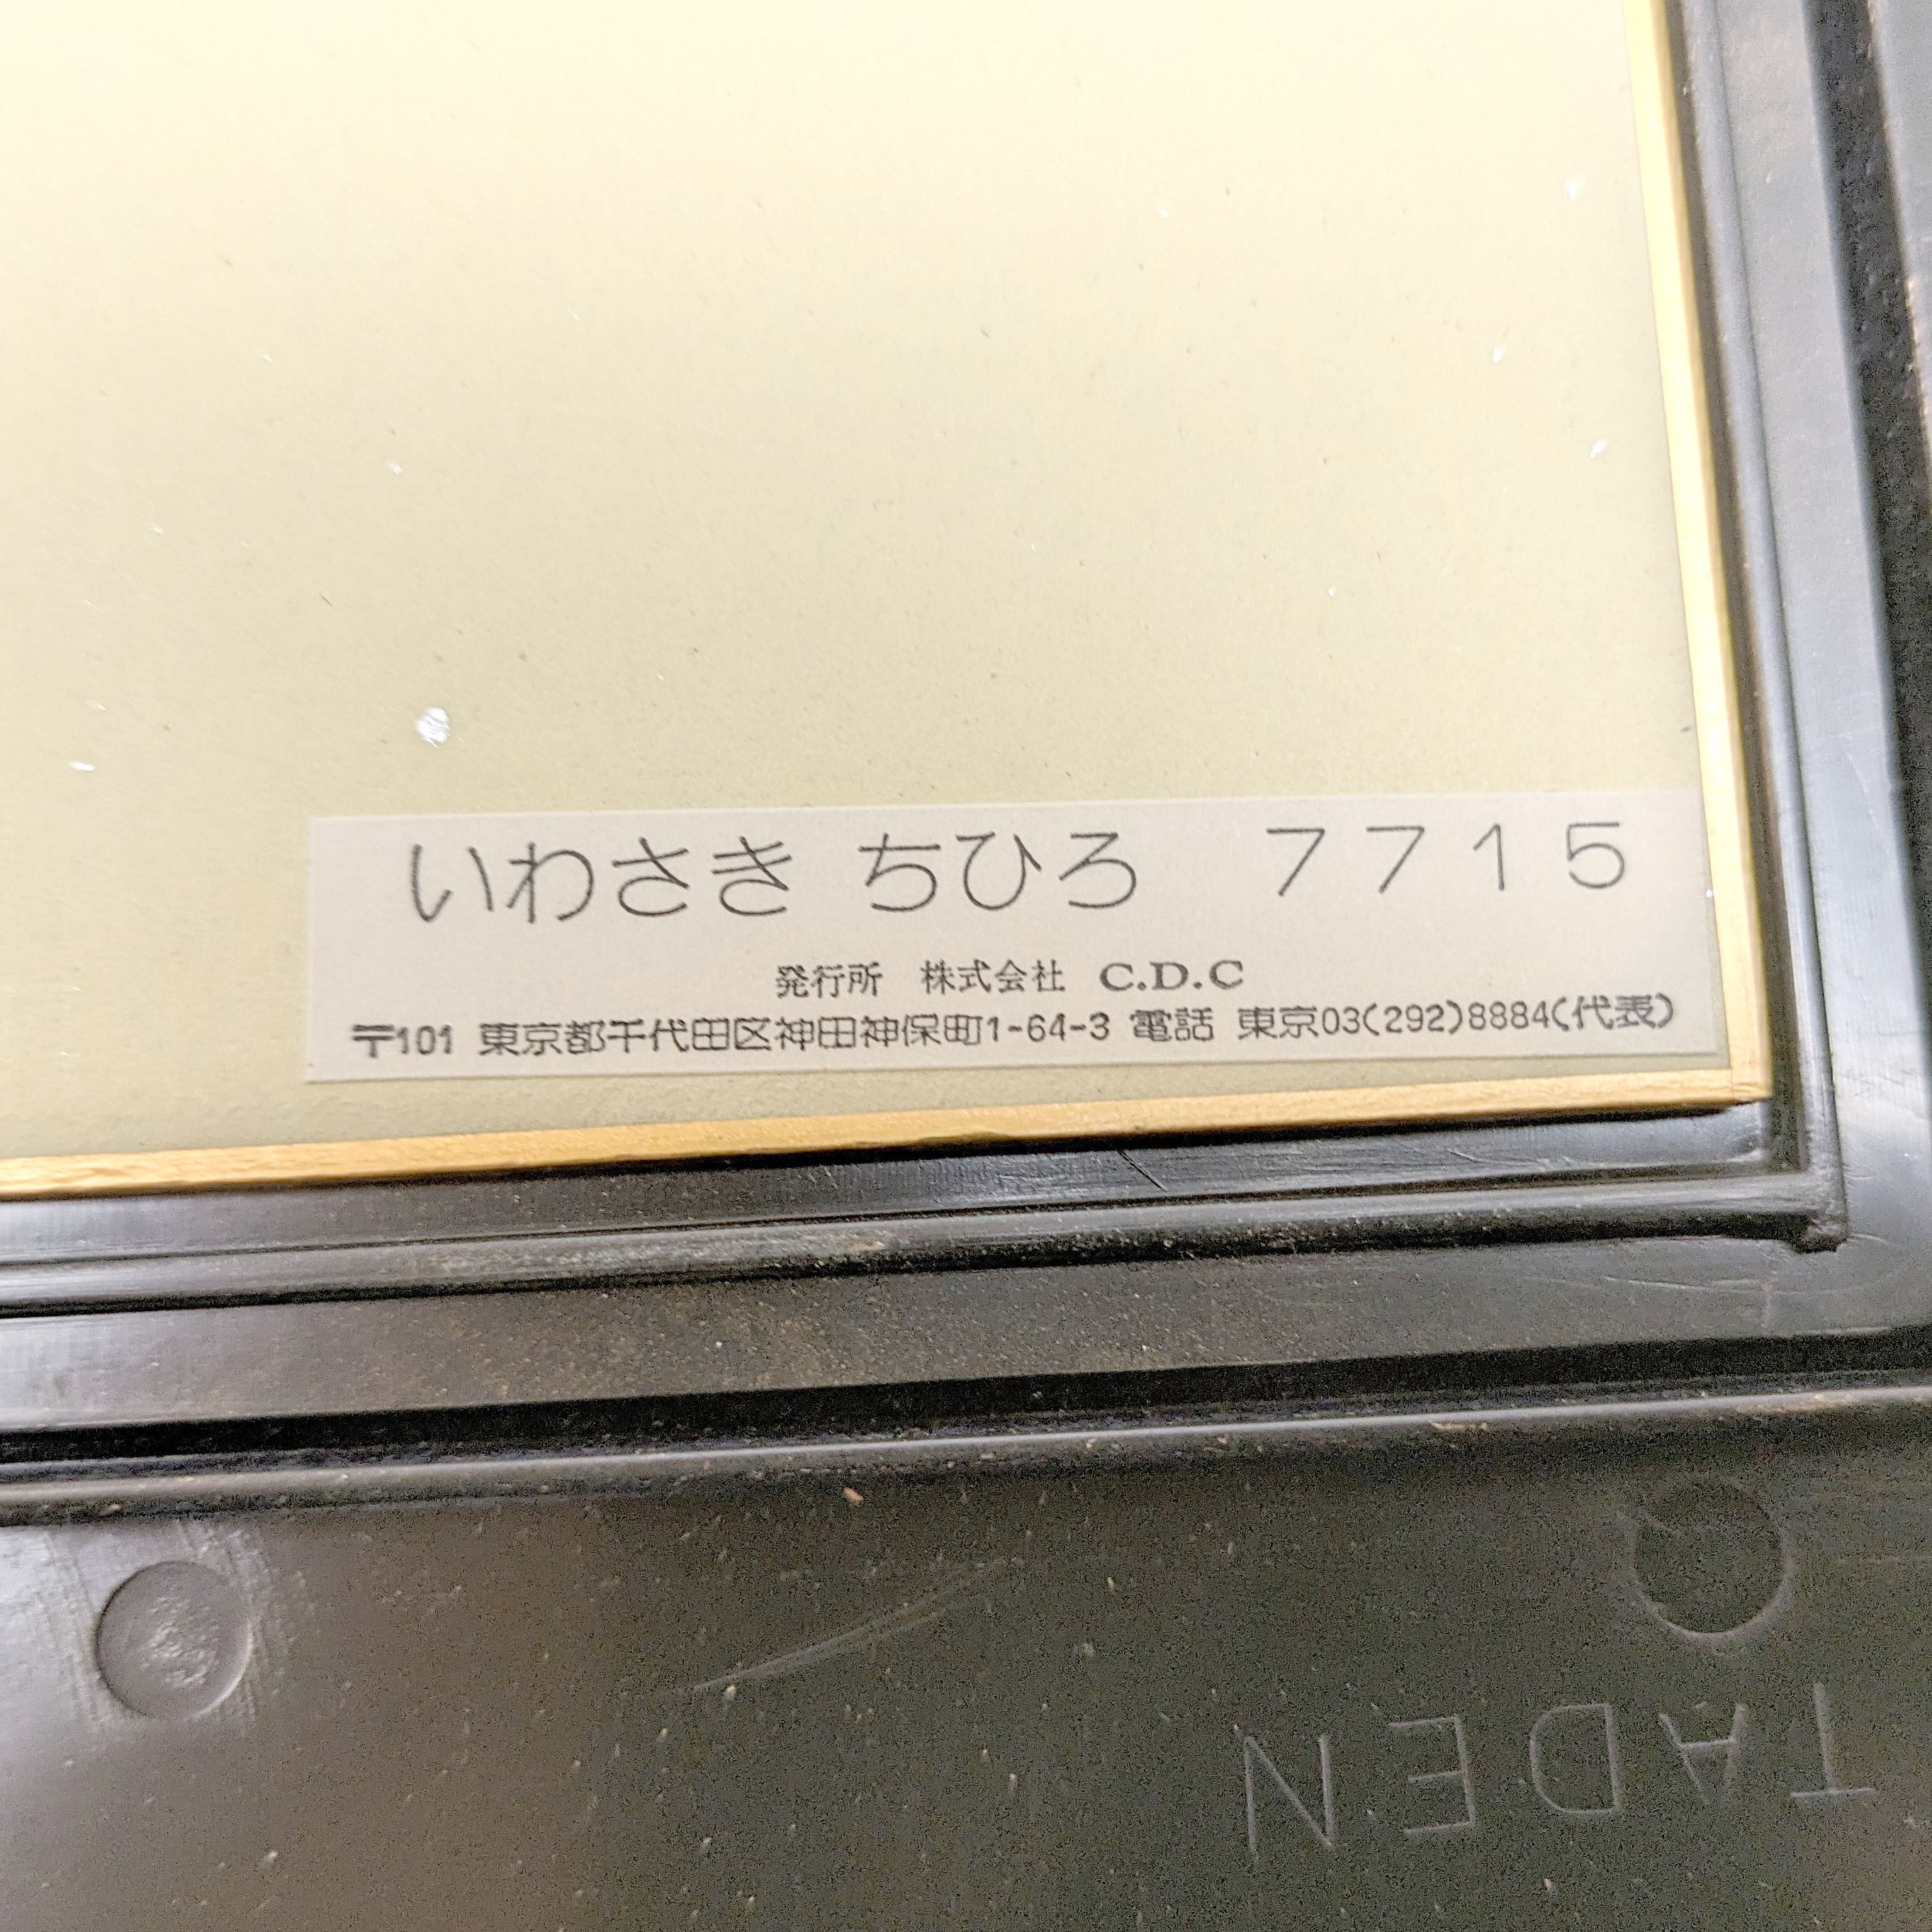 いわさき ちひろ 7715
発行所 株式会社 C.D.C
〒101 東京都千代田区神田神保町1-64-3 電話 東京03(292)8884(代表)
TADEN